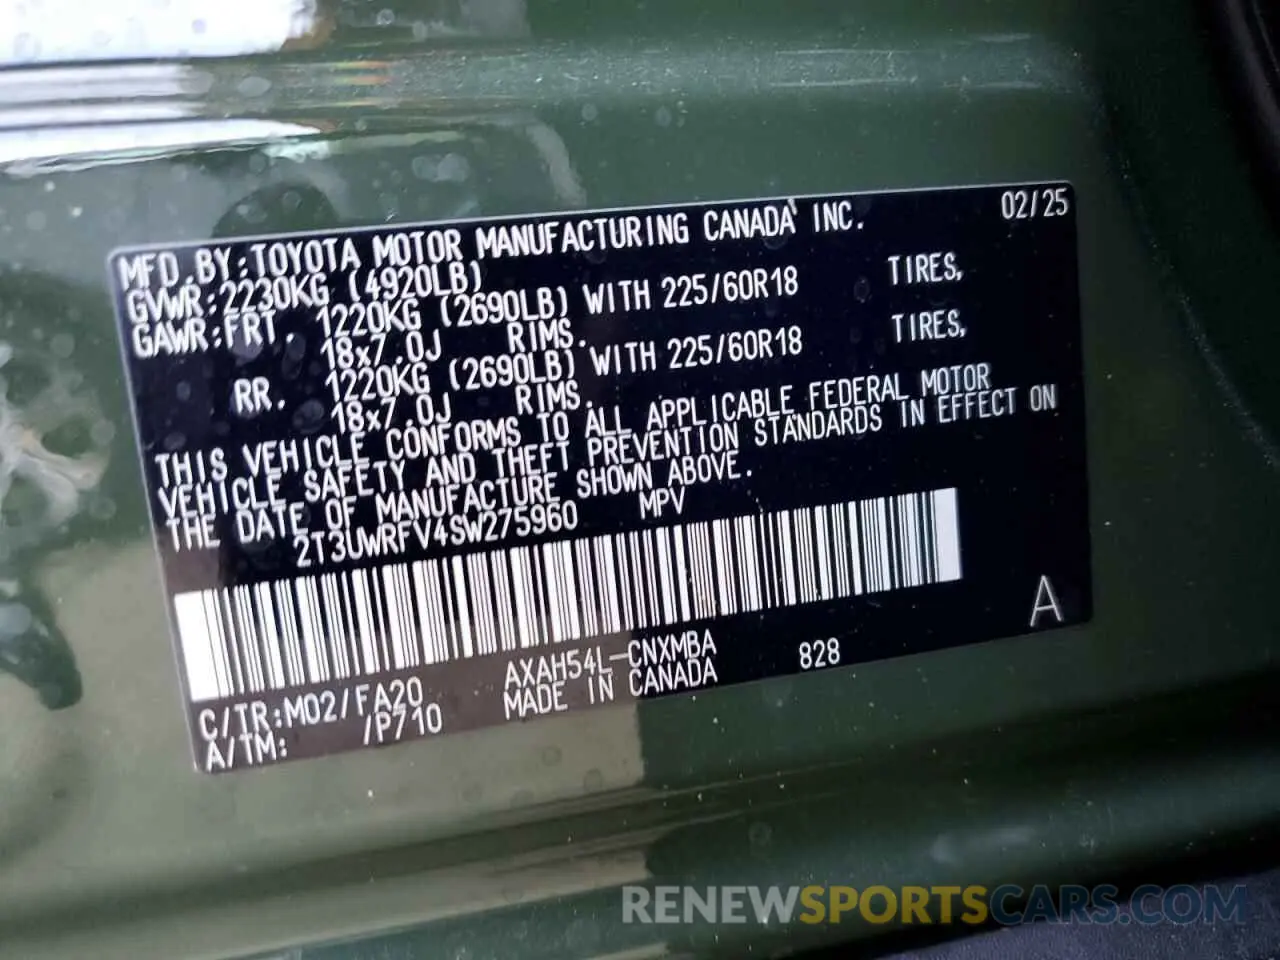 MFD.BY:TOYOTA MOTOR MANUFACTURING CANADA INC. 02/25
GVWR:2230KG (4920LB)
GAWR:FRT. 1220KG (2690LB) WITH 225/60R18 TIRES,
18x7.0J RIMS.
RR. 1220KG (2690LB) WITH 225/60R18 TIRES,
18x7.0J RIMS.
THIS VEHICLE CONFORMS TO ALL APPLICABLE FEDERAL MOTOR
VEHICLE SAFETY AND THEFT PREVENTION STANDARDS IN EFFECT ON
THE DATE OF MANUFACTURE SHOWN ABOVE.
2T3UWRFV4SW275960 MPV
A
C/TR:M02/FA20 AXAH54L-CNXMBA 828
A/TM: /P710 MADE IN CANADA
RENEWSPORTSCARS.COM